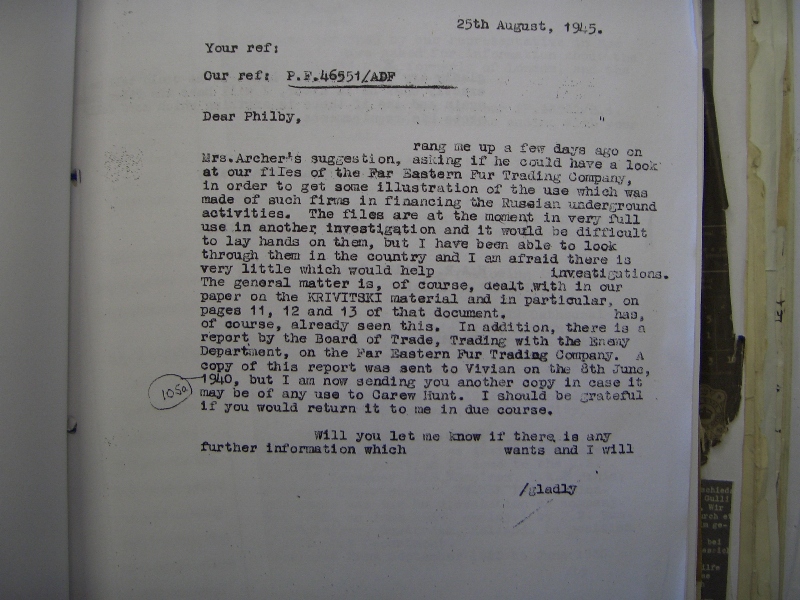 25th August, 1945.
Your ref:
Our ref: P.F.46551/ADF
Dear Philby,
rang me up a few days ago on
Mrs.Archer's suggestion, asking if he could have a look
at our files of the Far Eastern Fur Trading Company,
in order to get some illustration of the use which was
made of such firms in financing the Russian underground
activities. The files are at the moment in very full
use in another investigation and it would be difficult
to lay hands on them, but I have been able to look
through them in the country and I am afraid there is
very little which would help investigations.
The general matter is, of course, dealt with in our
paper on the KRIVITSKI material and in particular, on
pages 11, 12 and 13 of that document. has,
of course, already seen this. In addition, there is a
report by the Board of Trade, Trading with the Enemy
Department, on the Far Eastern Fur Trading Company. A
copy of this report was sent to Vivian on the 8th June,
1940, but I am now sending you another copy in case it
105a
may be of any use to Carew Hunt. I should be grateful
if you would return it to me in due course.
Will you let me know if there is any
further information which wants and I will
/gladly